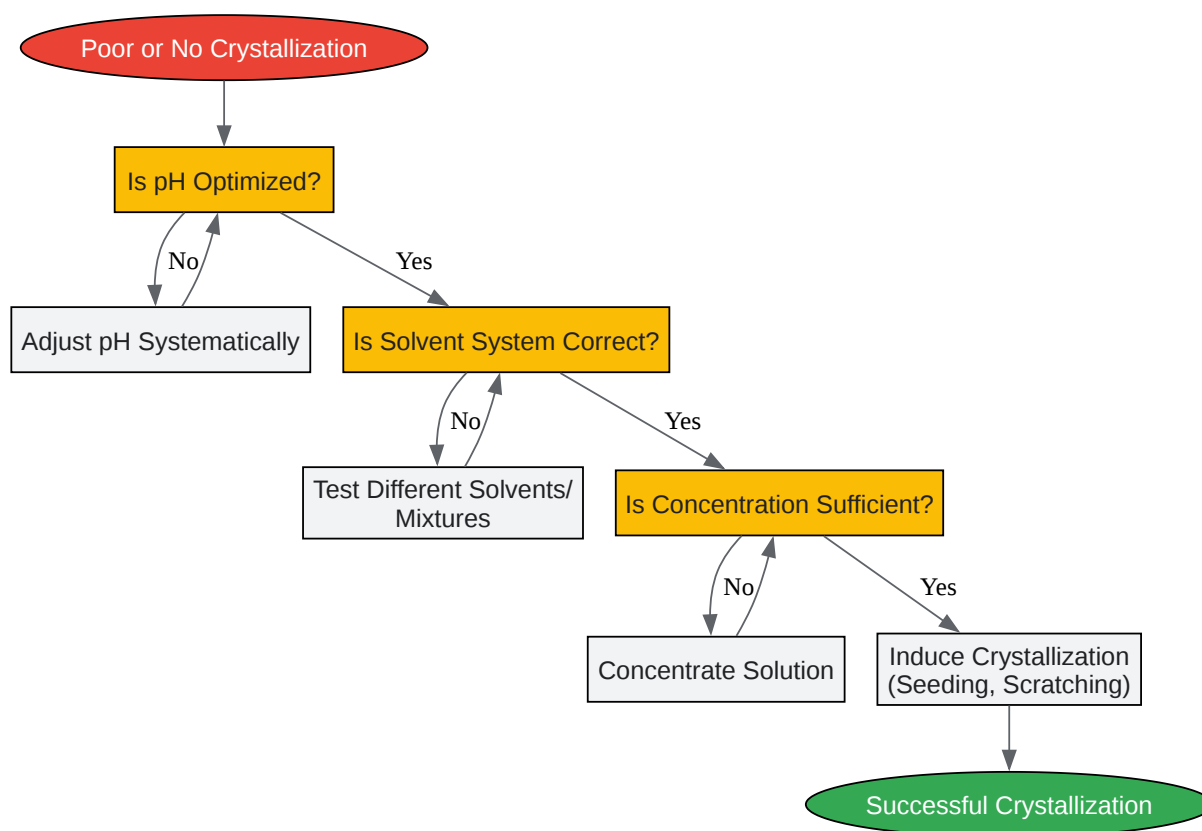 Poor or No Crystallization
Is pH Optimized?
No
Yes
Adjust pH Systematically
Is Solvent System Correct?
No
Yes
Test Different Solvents/
Mixtures
Is Concentration Sufficient?
No
Yes
Concentrate Solution
Induce Crystallization
(Seeding, Scratching)
Successful Crystallization